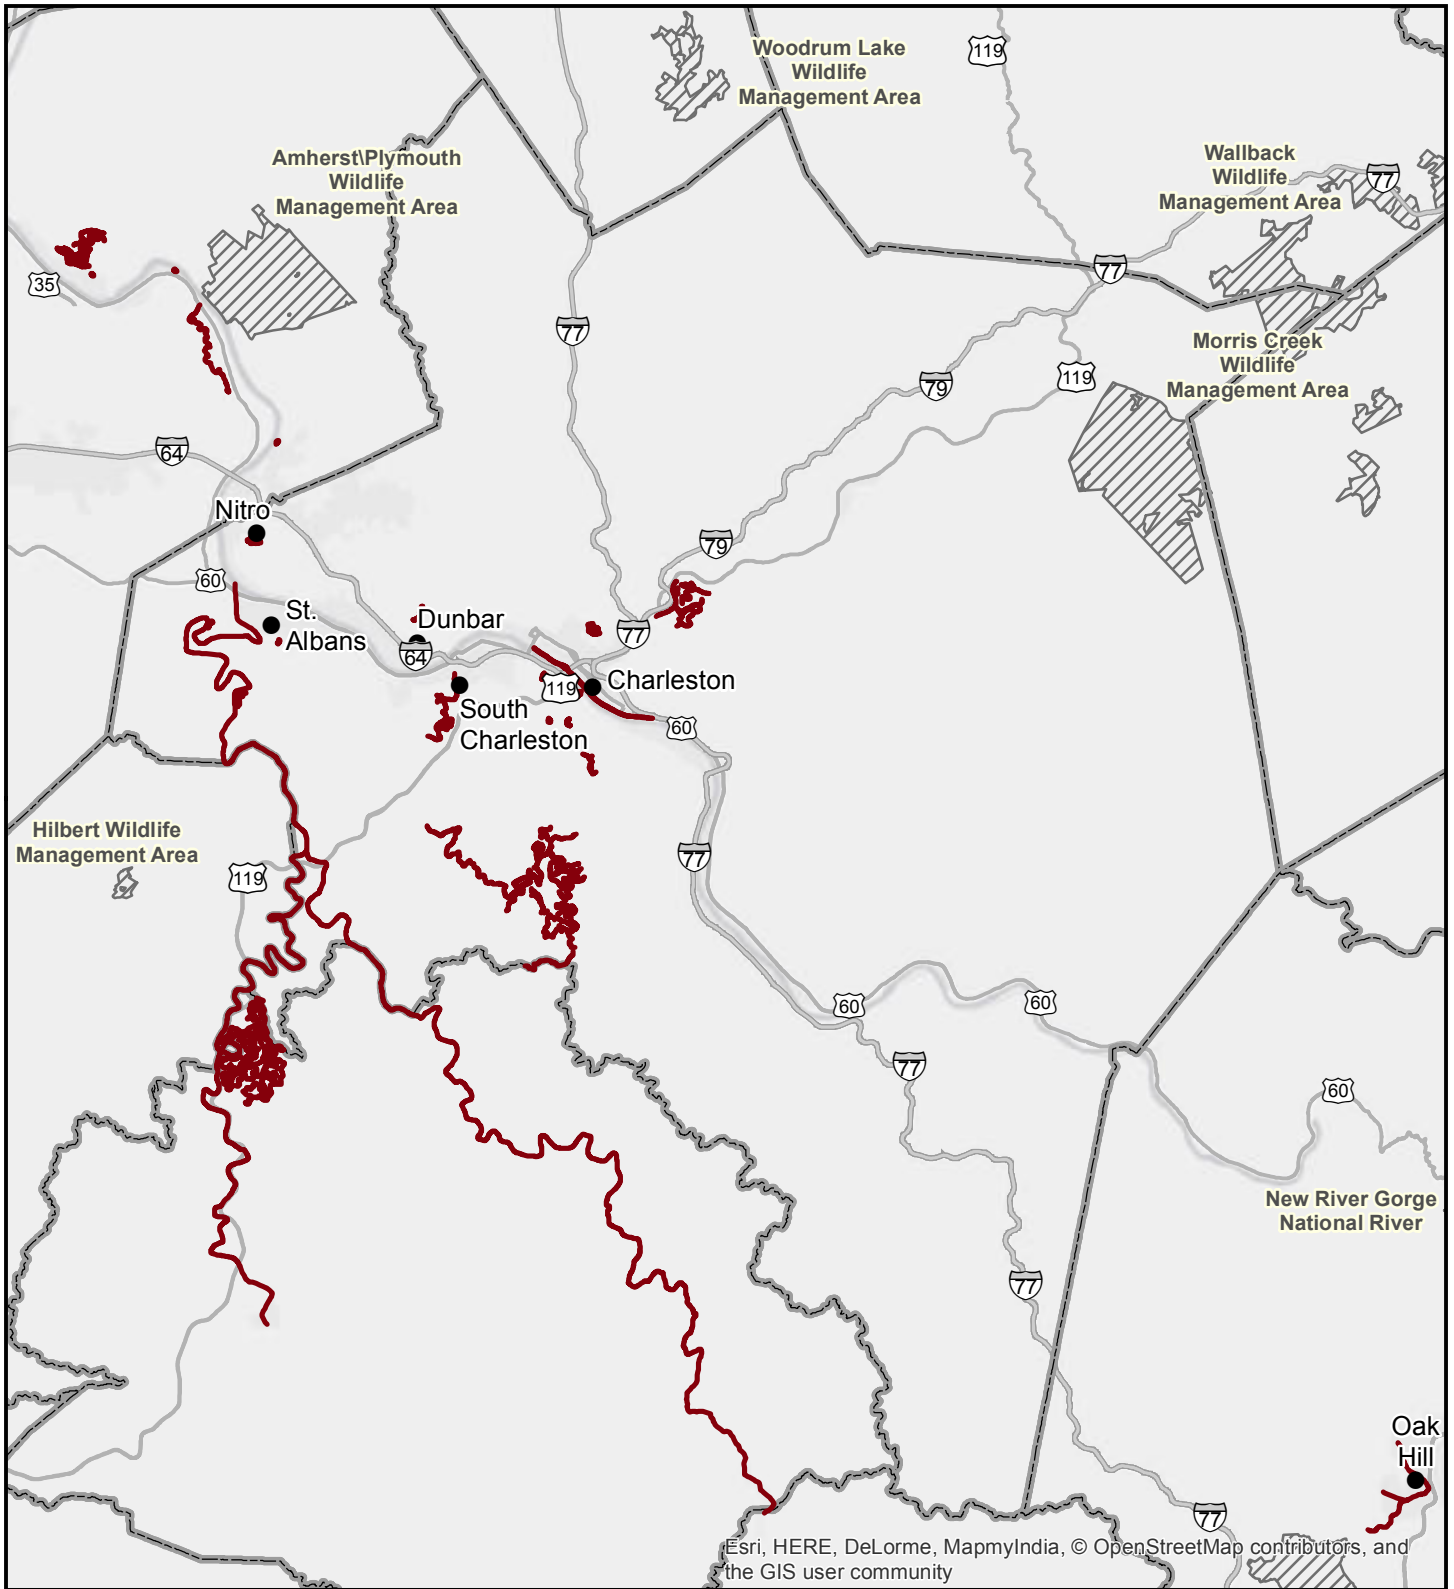 Woodrum Lake
Wildlife
Management Area
119
Amherst\Plymouth
Wildlife
Management Area
Wallback
Wildlife
Management Area
77
77
35
77
Morris Creek
Wildlife
Management Area
119
79
64
Nitro
79
60
St.
Albans
Dunbar
64
77
119
Charleston
South
Charleston
60
Hilbert Wildlife
Management Area
119
77
60
60
77
60
New River Gorge
National River
77
Oak
Hill
77
Esri, HERE, DeLorme, MapmyIndia, © OpenStreetMap contributors, and
the GIS user community